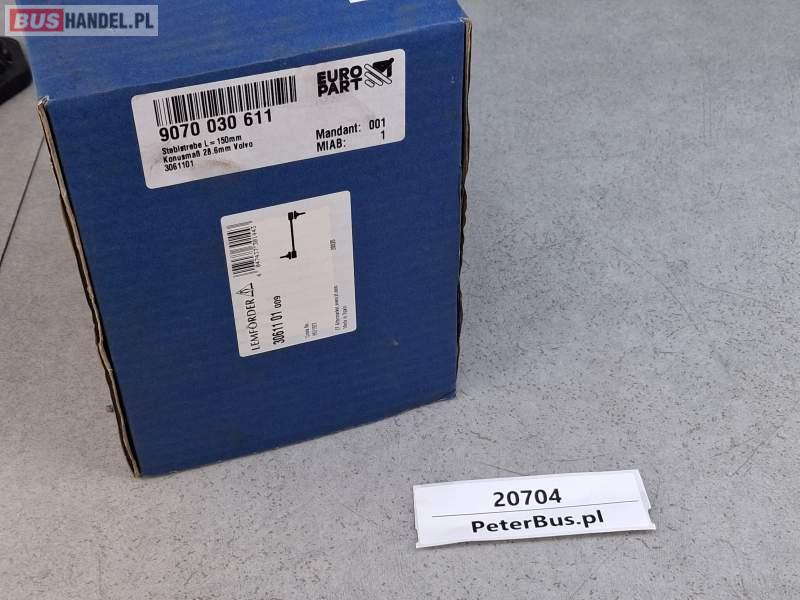 BUSHANDEL.PL
EURO
PART
9070 030 611
Stabistrebe L=150mm
Konusmaß 28.6mm Volvo
3061101
Mandant: 001
MIAB: 1
LEMFÖRDER
30611 01 009
20704
PeterBus.pl